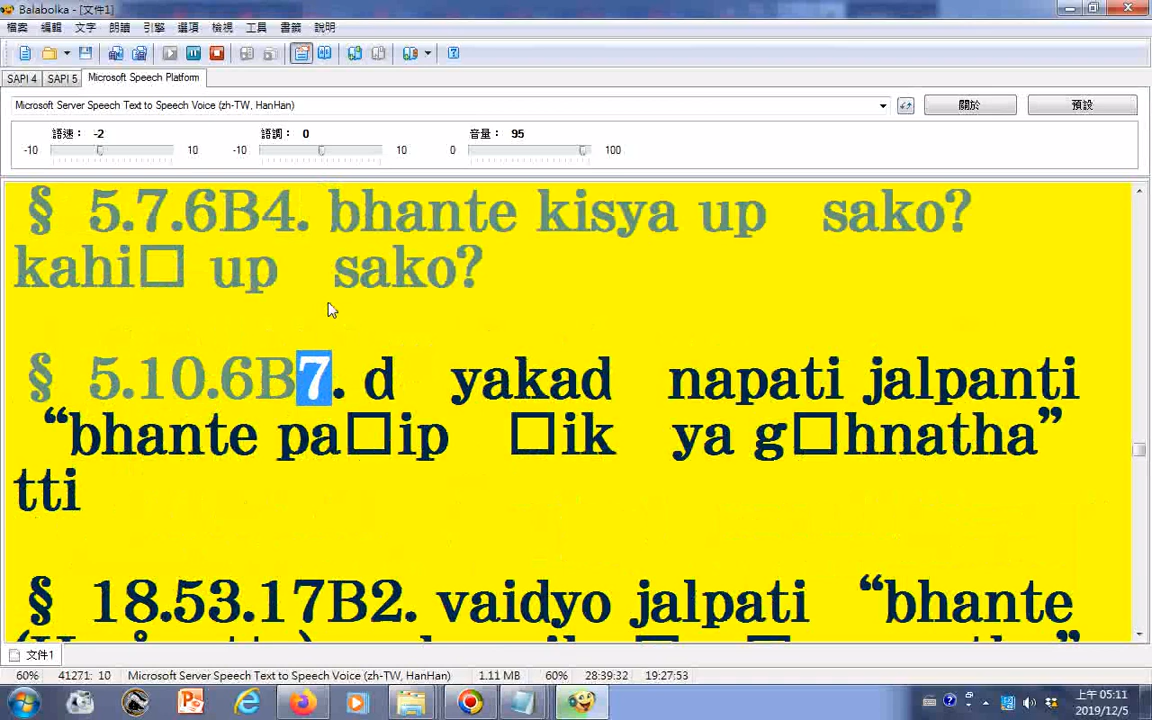 Balabolka - [文件1]
檔案 編輯 文字 朗讀 引擎 選項 檢視 工具 書籤 說明
SAPI 4 SAPI 5 Microsoft Speech Platform
Microsoft Server Speech Text to Speech Voice (zh-TW, HanHan) 關於 預設
語速： -2 語調： 0 音量： 95
-10 10 -10 10 0 100
§ 5.7.6B4. bhante kisya up sako?
kahi□ up sako?
§ 5.10.6B7. d yakad napati jalpanti
“bhante pa□ip □ik ya g□hnatha”
tti
§ 18.53.17B2. vaidyo jalpati “bhante
文件1
60% 41271: 10 Microsoft Server Speech Text to Speech Voice (zh-TW, HanHan) 1.11 MB 60% 28:39:32 19:27:53
上午 05:11
2019/12/5